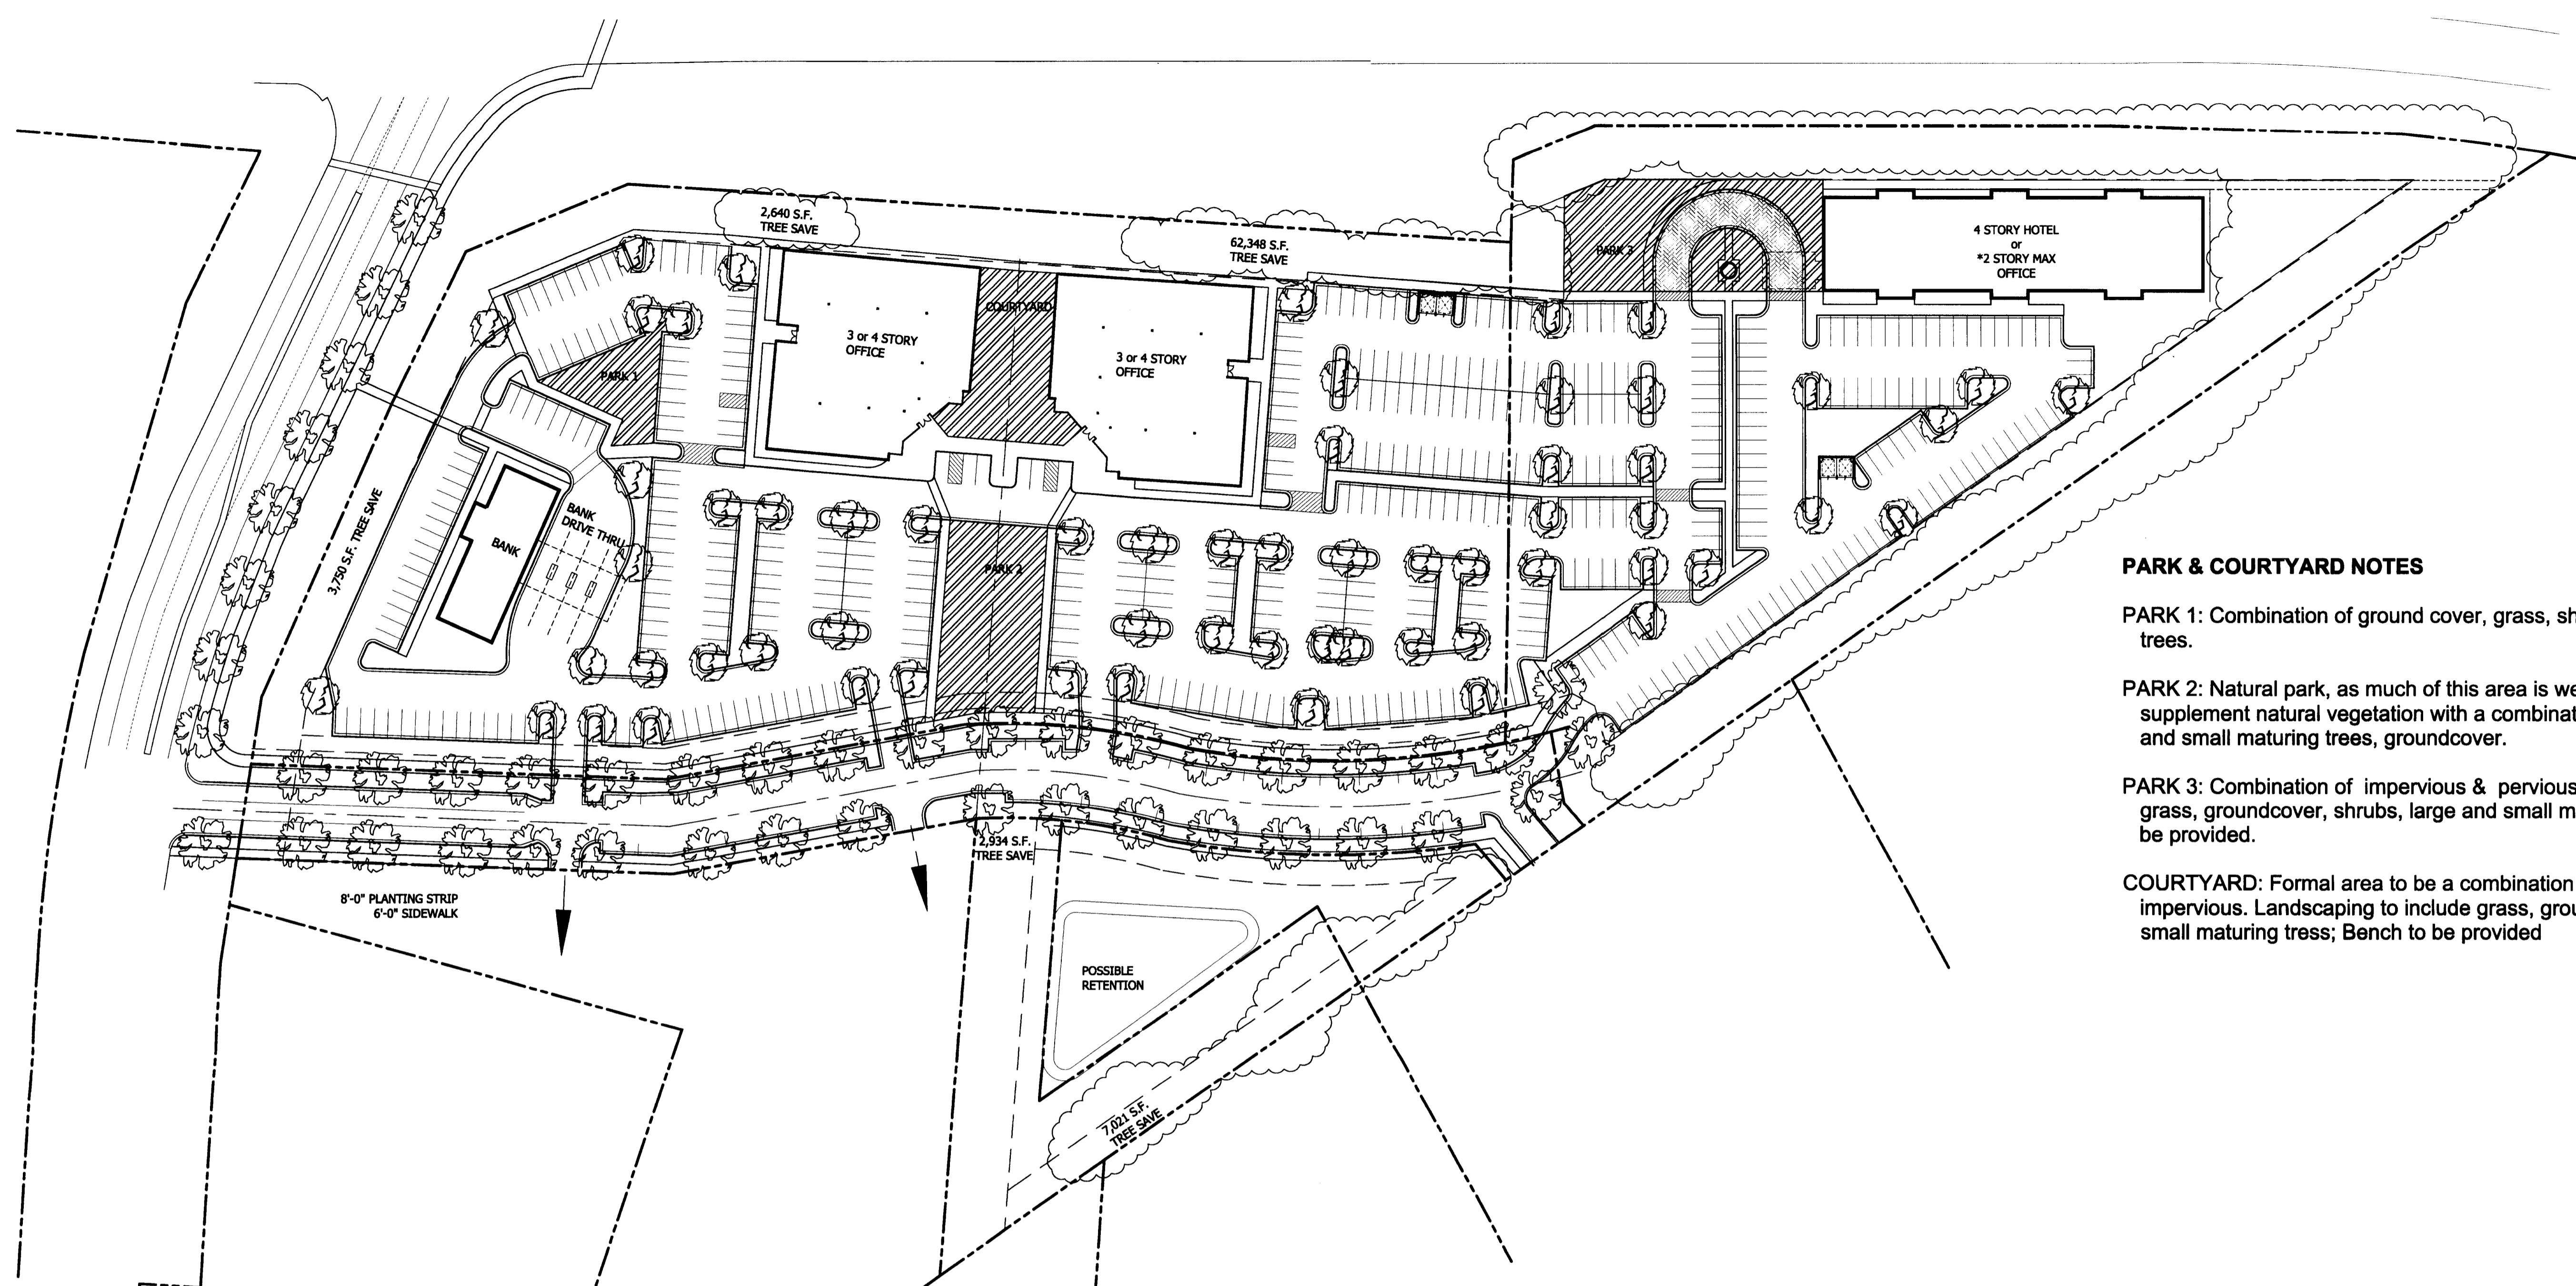 2,640 S.F.
TREE SAVE
62,348 S.F.
TREE SAVE
PARK 3
4 STORY HOTEL
or
*2 STORY MAX
OFFICE
COURTYARD
3 or 4 STORY
OFFICE
3 or 4 STORY
OFFICE
PARK 1
3,750 S.F. TREE SAVE
BANK
BANK
DRIVE THRU
PARK 2
2,934 S.F.
TREE SAVE
8'-0" PLANTING STRIP
6'-0" SIDEWALK
POSSIBLE
RETENTION
7,021 S.F.
TREE SAVE
PARK & COURTYARD NOTES
PARK 1: Combination of ground cover, grass, sh
trees.
PARK 2: Natural park, as much of this area is we
supplement natural vegetation with a combinat
and small maturing trees, groundcover.
PARK 3: Combination of impervious & pervious
grass, groundcover, shrubs, large and small m
be provided.
COURTYARD: Formal area to be a combination
impervious. Landscaping to include grass, grou
small maturing tress; Bench to be provided